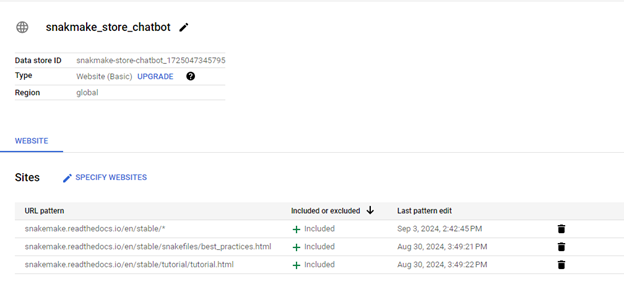 snakmake_store_chatbot
Data store ID snakmake-store-chatbot_1725047345795
Type Website (Basic) UPGRADE ?
Region global
WEBSITE
Sites SPECIFY WEBSITES
URL pattern Included or excluded Last pattern edit
snakemake.readthedocs.io/en/stable/* Included Sep 3, 2024, 2:42:45 PM
snakemake.readthedocs.io/en/stable/snakefiles/best_practices.html Included Aug 30, 2024, 3:49:21 PM
snakemake.readthedocs.io/en/stable/tutorial/tutorial.html Included Aug 30, 2024, 3:49:22 PM